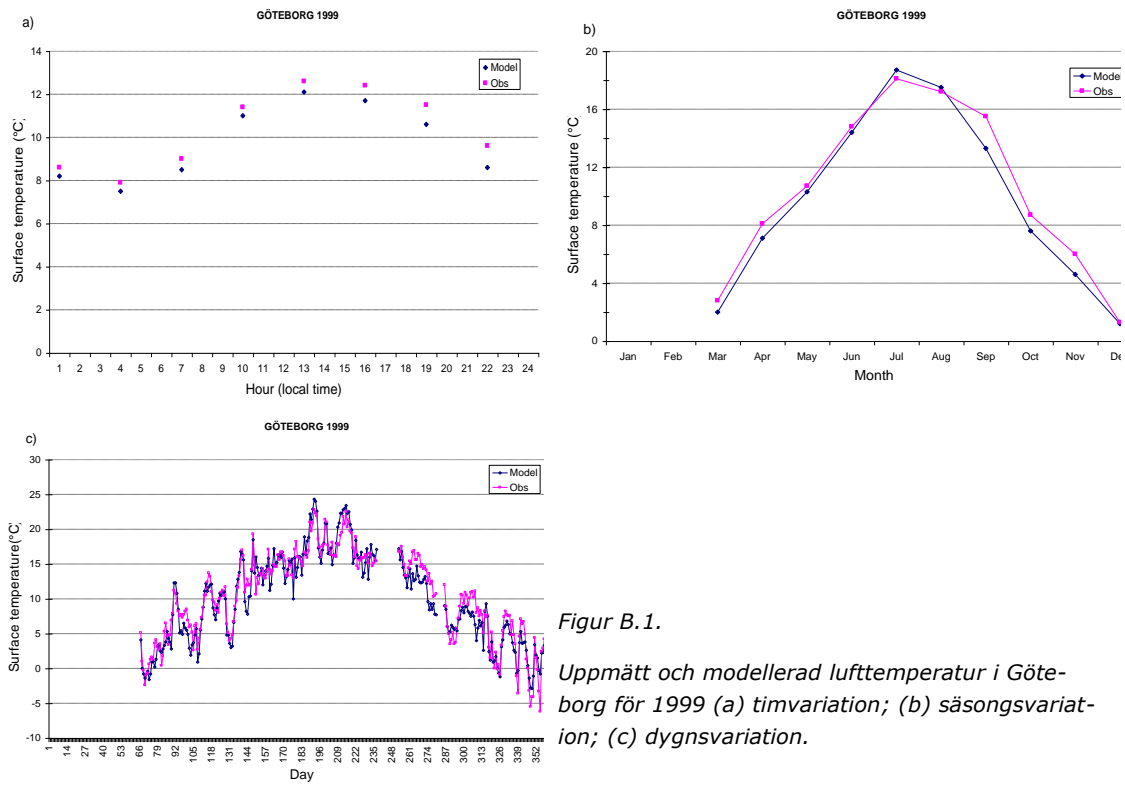 GÖTEBORG 1999
a)
Model
Obs
14
12
10
8
6
4
2
0
Surface temperature (°C)
1 2 3 4 5 6 7 8 9 10 11 12 13 14 15 16 17 18 19 20 21 22 23 24
Hour (local time)
GÖTEBORG 1999
b)
Model
Obs
20
16
12
8
4
0
Surface temperature (°C
Jan Feb Mar Apr May Jun Jul Aug Sep Oct Nov De
Month
GÖTEBORG 1999
c)
Model
Obs
30
25
20
15
10
5
0
-5
-10
Surface temperature(°C)
1 14 27 40 53 66 79 92 105 118 131 144 157 170 183 196 209 222 235 248 261 274 287 300 313 326 339 352
Day
Figur B.1.
Uppmätt och modellerad lufttemperatur i Göte-
borg för 1999 (a) timvariation; (b) säsongsvariat-
ion; (c) dygnsvariation.